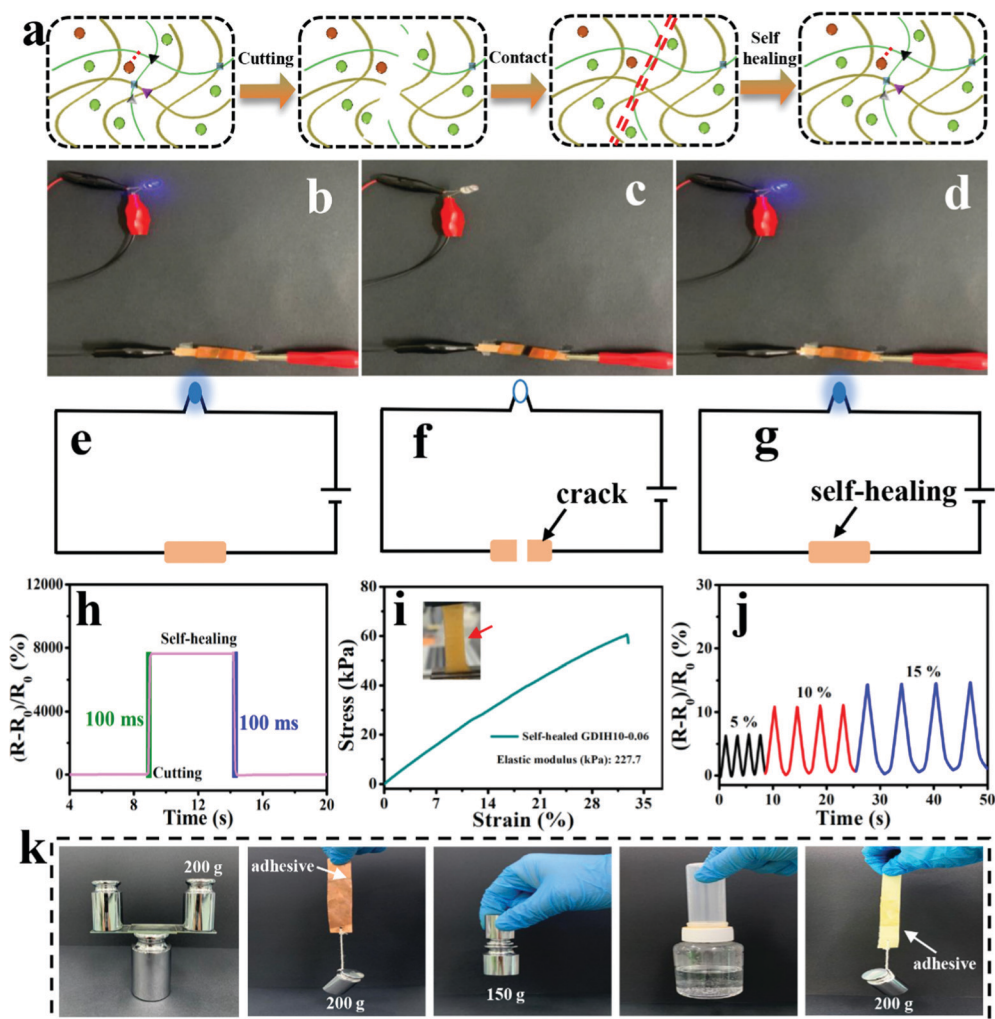 a
Cutting
Contact
Self
healing
b
c
d
e
f
crack
g
self-healing
h
(R-R0)/R0 (%)
12000
8000
4000
0
Self-healing
100 ms
100 ms
Cutting
4 8 12 16 20
Time (s)
i
Stress (kPa)
80
60
40
20
0
Self-healed GDIH10-0.06
Elastic modulus (kPa): 227.7
0 7 14 21 28 35
Strain (%)
j
(R-R0)/R0 (%)
30
15
0
5 %
10 %
15 %
0 10 20 30 40 50
Time (s)
k
200 g
adhesive
200 g
150 g
adhesive
200 g